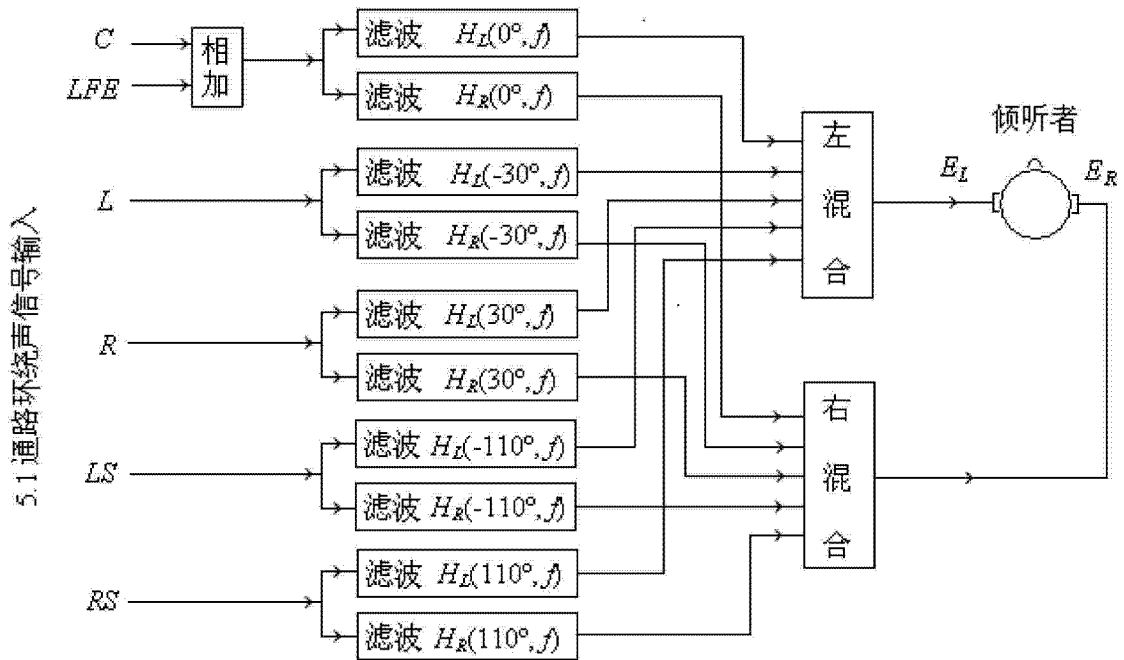 5.1 通路环绕声信号输入
C
LFE
相
加
滤波 H_L(0°, f)
滤波 H_R(0°, f)
L
滤波 H_L(-30°, f)
滤波 H_R(-30°, f)
R
滤波 H_L(30°, f)
滤波 H_R(30°, f)
LS
滤波 H_L(-110°, f)
滤波 H_R(-110°, f)
RS
滤波 H_L(110°, f)
滤波 H_R(110°, f)
左
混
合
右
混
合
倾听者
E_L
E_R